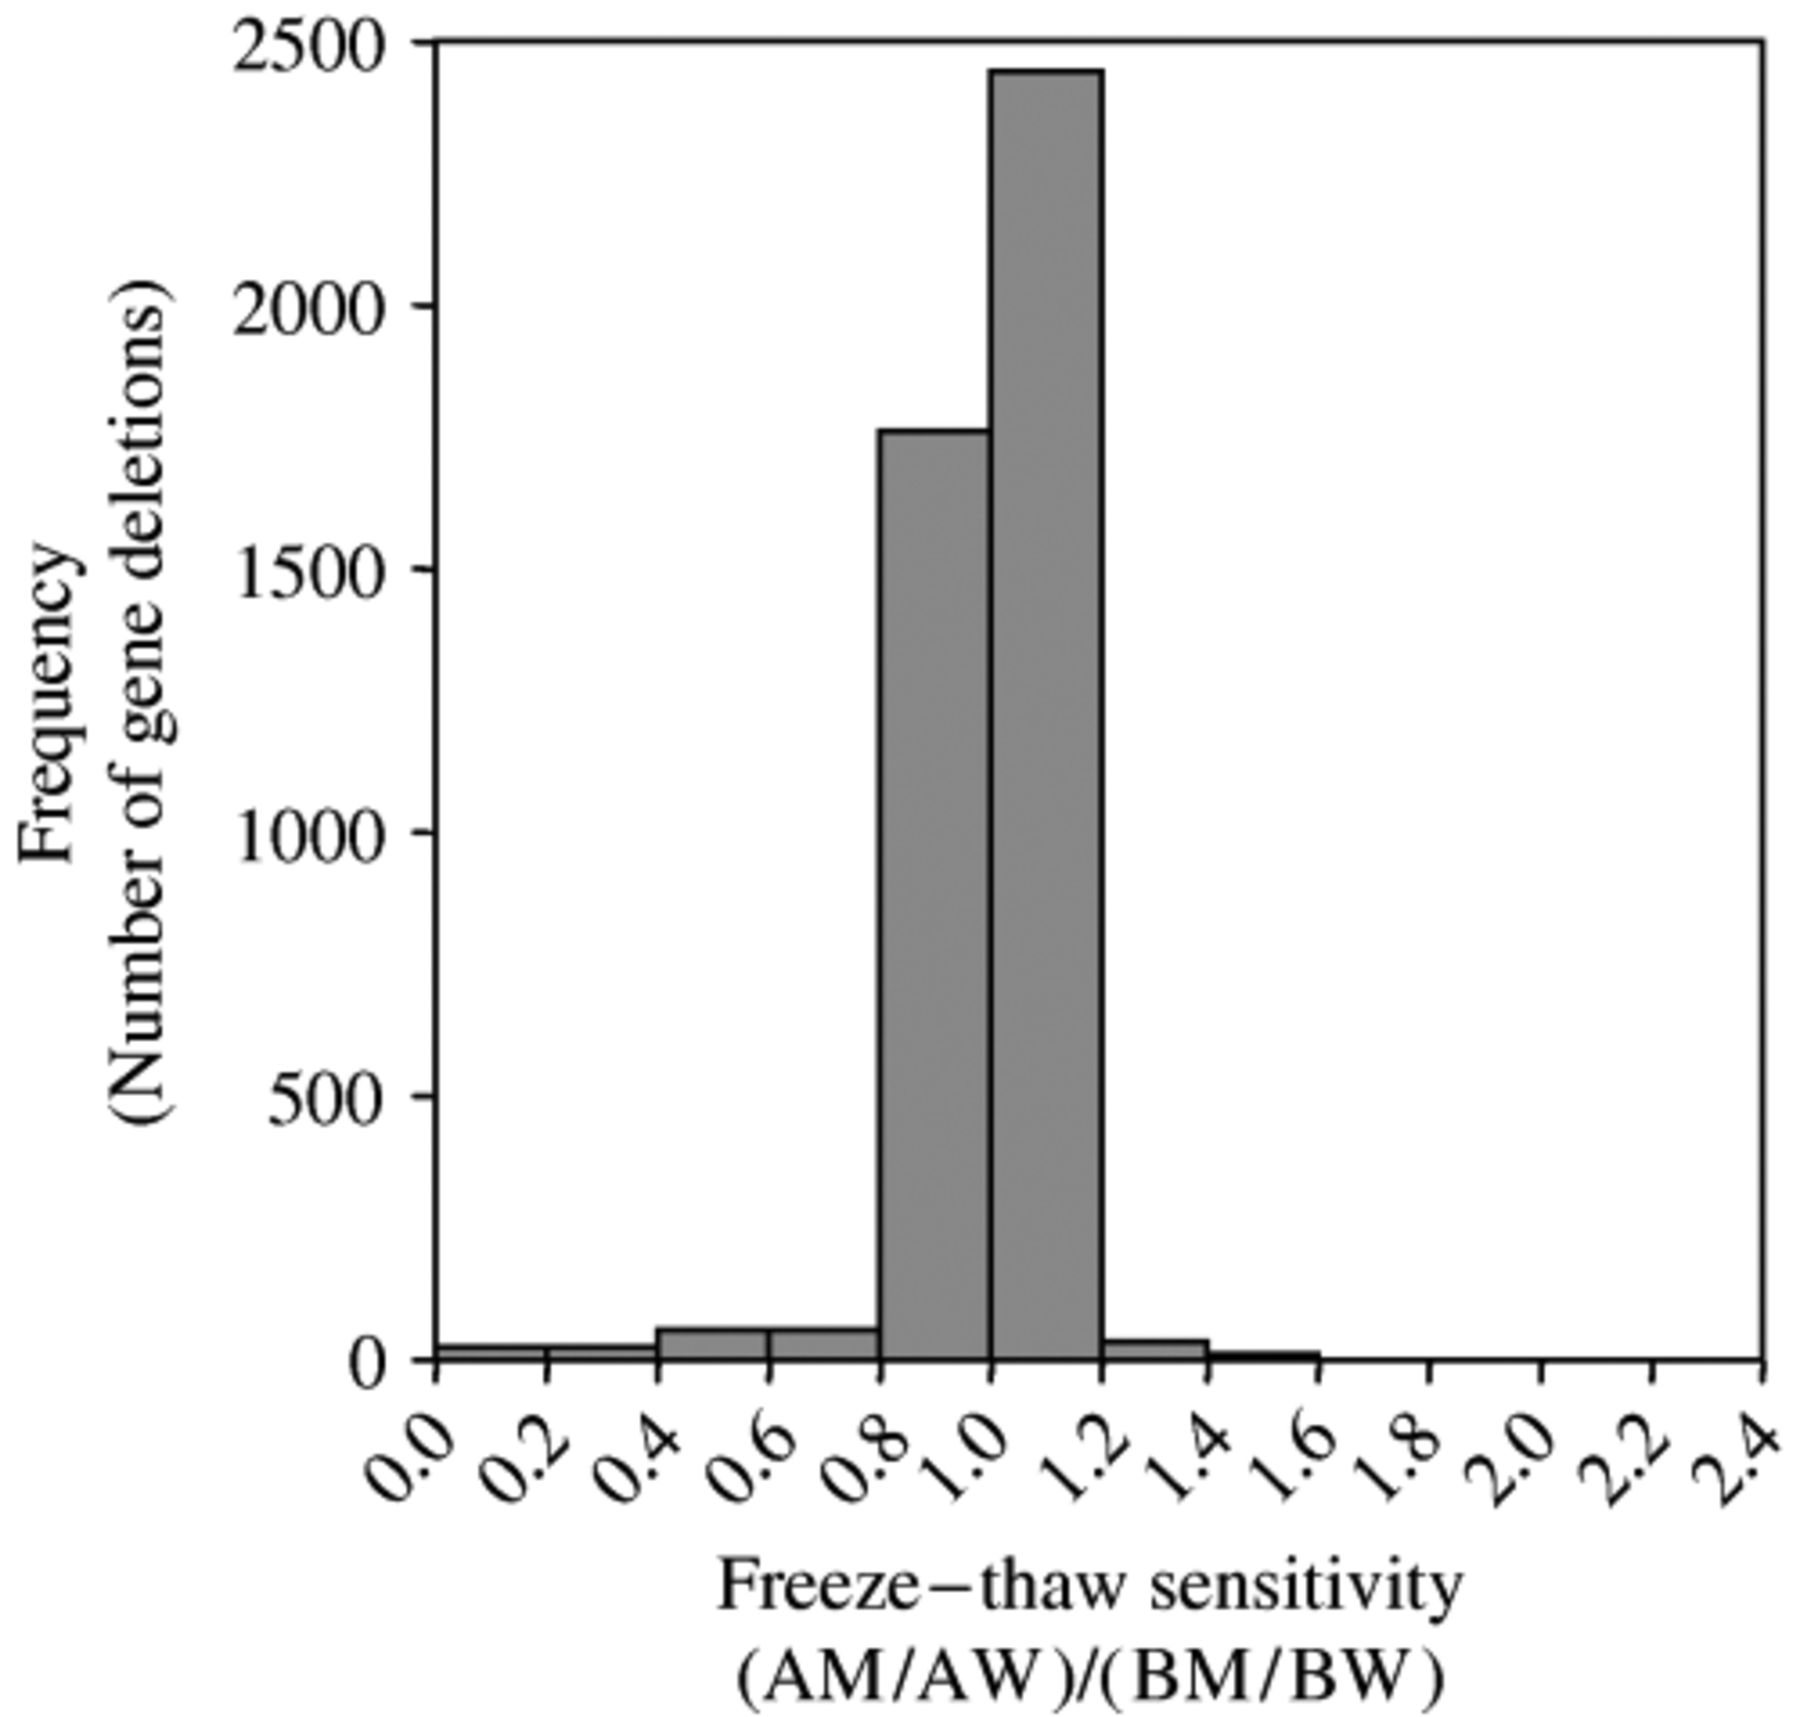 Frequency
(Number of gene deletions)
2500
2000
1500
1000
500
0
0.0 0.2 0.4 0.6 0.8 1.0 1.2 1.4 1.6 1.8 2.0 2.2 2.4
Freeze–thaw sensitivity
(AM/AW)/(BM/BW)